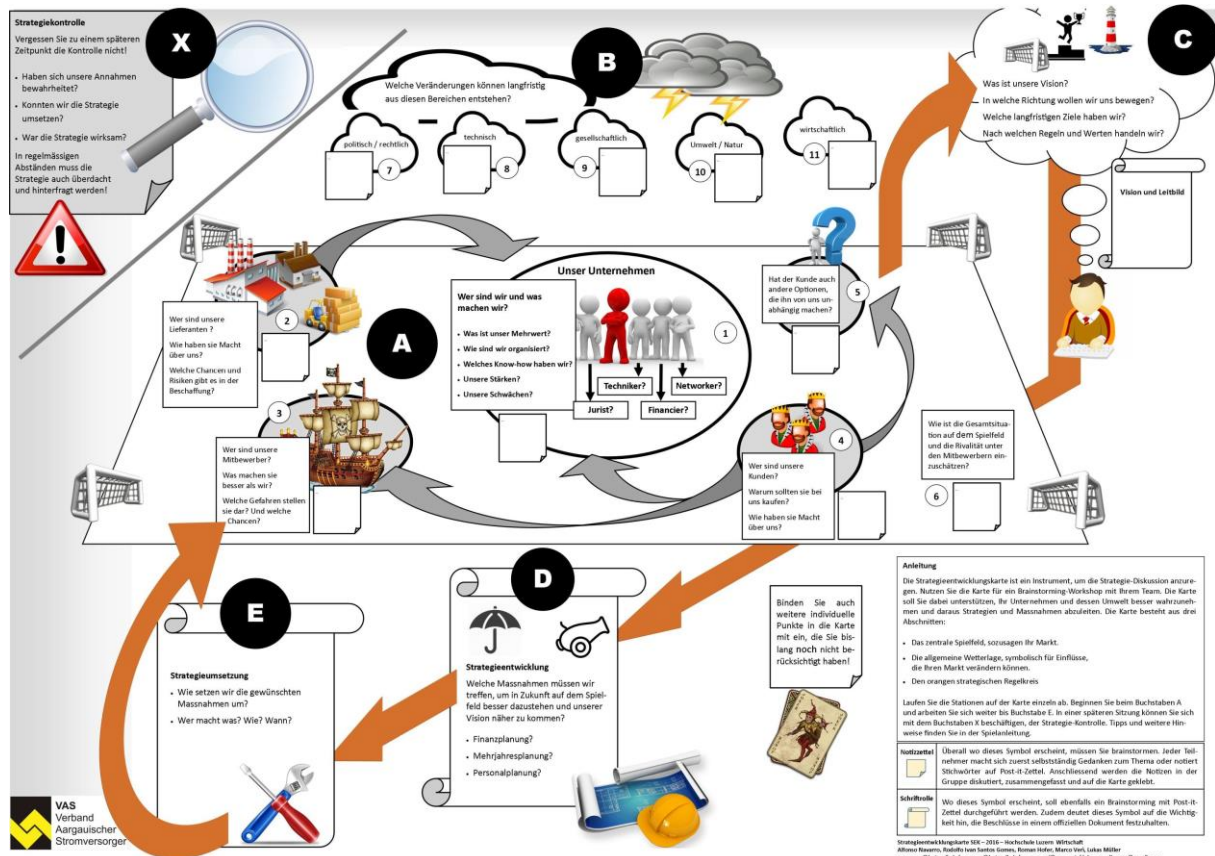 Strategiekontrolle
Vergessen Sie zu einem späteren
Zeitpunkt die Kontrolle nicht!
• Haben sich unsere Annahmen
bewahrheitet?
• Konnten wir die Strategie
umsetzen?
• War die Strategie wirksam?
In regelmässigen
Abständen muss die
Strategie auch überdacht
und hinterfragt werden!
X
B
Welche Veränderungen können langfristig
aus diesen Bereichen entstehen?
politisch / rechtlich
7
technisch
8
gesellschaftlich
9
Umwelt / Natur
10
wirtschaftlich
11
C
Was ist unsere Vision?
In welche Richtung wollen wir uns bewegen?
Welche langfristigen Ziele haben wir?
Nach welchen Regeln und Werten handeln wir?
Vision und Leitbild
A
Unser Unternehmen
Wer sind wir und was
machen wir?
• Was ist unser Mehrwert?
• Wie sind wir organisiert?
• Welches Know-how haben wir?
• Unsere Stärken?
• Unsere Schwächen?
1
Techniker?
Networker?
Jurist?
Financier?
2
Wer sind unsere
Lieferanten ?
Wie haben sie Macht
über uns?
Welche Chancen und
Risiken gibt es in der
Beschaffung?
3
Wer sind unsere
Mitbewerber?
Was machen sie
besser als wir?
Welche Gefahren stellen
sie dar? Und welche
Chancen?
4
Wer sind unsere
Kunden?
Warum sollten sie bei
uns kaufen?
Wie haben sie Macht
über uns?
5
Hat der Kunde auch
andere Optionen,
die ihn von uns un-
abhängig machen?
Wie ist die Gesamtsitua-
tion auf dem Spielfeld
und die Rivalität unter
den Mitbewerbern ein-
zuschätzen?
6
D
Strategieentwicklung
Welche Massnahmen müssen wir
treffen, um in Zukunft auf dem Spiel-
feld besser dazustehen und unserer
Vision näher zu kommen?
• Finanzplanung?
• Mehrjahresplanung?
• Personalplanung?
E
Strategieumsetzung
• Wie setzen wir die gewünschten
Massnahmen um?
• Wer macht was? Wie? Wann?
Binden Sie auch
weitere individuelle
Punkte in die Karte
mit ein, die Sie bis-
lang noch nicht be-
rücksichtigt haben!
Anleitung
Die Strategieentwicklungskarte ist ein Instrument, um die Strategie-Diskussion anzure-
gen. Nutzen Sie die Karte für ein Brainstorming-Workshop mit Ihrem Team. Die Karte
soll Sie dabei unterstützen, Ihr Unternehmen und dessen Umwelt besser wahrzuneh-
men und daraus Strategien und Massnahmen abzuleiten. Die Karte besteht aus drei
Abschnitten:
• Das zentrale Spielfeld, sozusagen Ihr Markt.
• Die allgemeine Wetterlage, symbolisch für Einflüsse,
die Ihren Markt verändern können.
• Den orangen strategischen Regelkreis
Laufen Sie die Stationen auf der Karte einzeln ab. Beginnen Sie beim Buchstaben A
und arbeiten Sie sich weiter bis Buchstabe E. In einer späteren Sitzung können Sie sich
mit dem Buchstaben X beschäftigen, der Strategie-Kontrolle. Tipps und weitere Hin-
weise finden Sie in der Spielanleitung.
Notizzettel
Überall wo dieses Symbol erscheint, müssen Sie brainstormen. Jeder Teil-
nehmer macht sich zuerst selbstständig Gedanken zum Thema oder notiert
Stichwörter auf Post-it-Zettel. Anschliessend werden die Notizen in der
Gruppe diskutiert, zusammengefasst und auf die Karte geklebt.
Schriftrolle
Wo dieses Symbol erscheint, soll ebenfalls ein Brainstorming mit Post-it-
Zettel durchgeführt werden. Zudem deutet dieses Symbol auf die Wichtig-
keit hin, die Beschlüsse in einem offiziellen Dokument festzuhalten.
Strategieentwicklungskarte SEK – 2016 – Hochschule Luzern Wirtschaft
Alfonso Navarro, Rodolfo Ivan Santos Gomes, Roman Hofer, Marco Verì, Lukas Müller
VAS
Verband
Aargauischer
Stromversorger